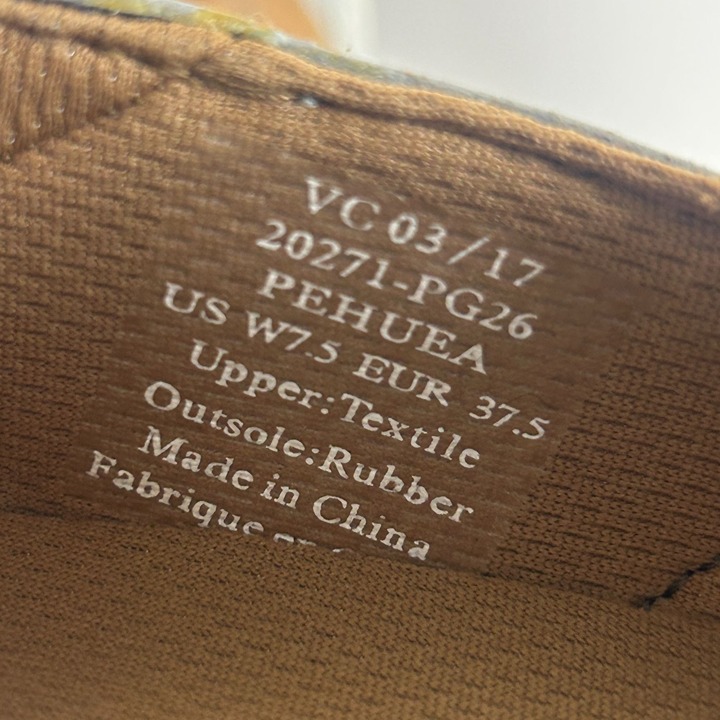 VC 03/17
20271-PG26
PEHUEA
US W7.5 EUR 37.5
Upper:Textile
Outsole:Rubber
Made in China
Fabrique en